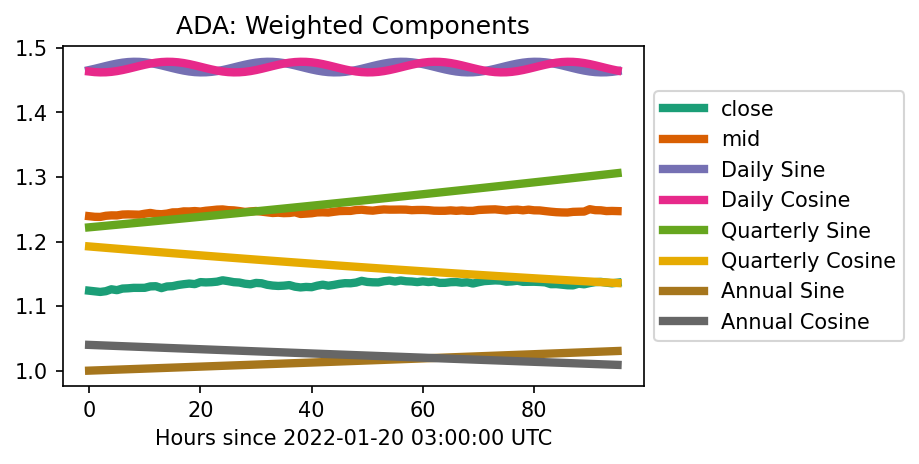 ADA: Weighted Components
1.5
1.4
1.3
1.2
1.1
1.0
0 20 40 60 80
Hours since 2022-01-20 03:00:00 UTC
close
mid
Daily Sine
Daily Cosine
Quarterly Sine
Quarterly Cosine
Annual Sine
Annual Cosine